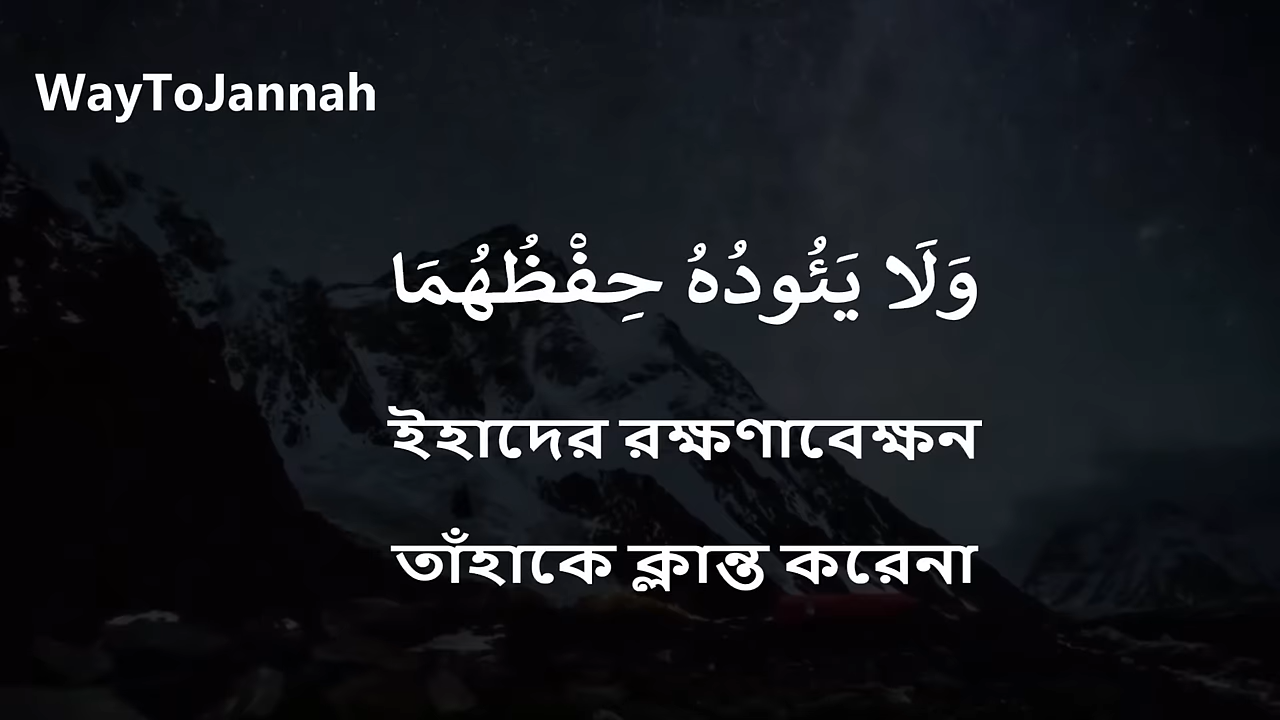 WayToJannah
وَلَا يَئُودُهُ حِفْظُهُمَا
ইহাদের রক্ষণাবেক্ষন
তাঁহাকে ক্লান্ত করেনা